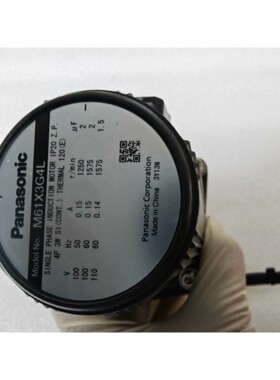 Panasonic
Model No. M61X3G4L
SINGLE PHASE INDUCTION MOTOR IP20 Z.P.
4P 3W S1(CONT.) THERMAL 120(E)
V Hz A r/min μF
100 50 0.15 1250 2
100 60 0.15 1575 2
110 60 0.14 1575 1.5
Panasonic Corporation
Made in China 3Y13N